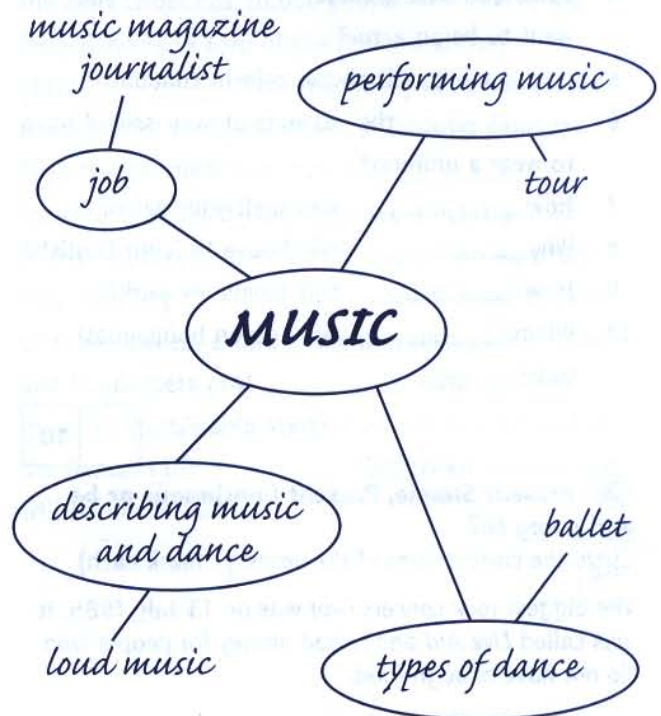 music magazine
journalist
performing music
job
tour
MUSIC
describing music
and dance
ballet
loud music
types of dance